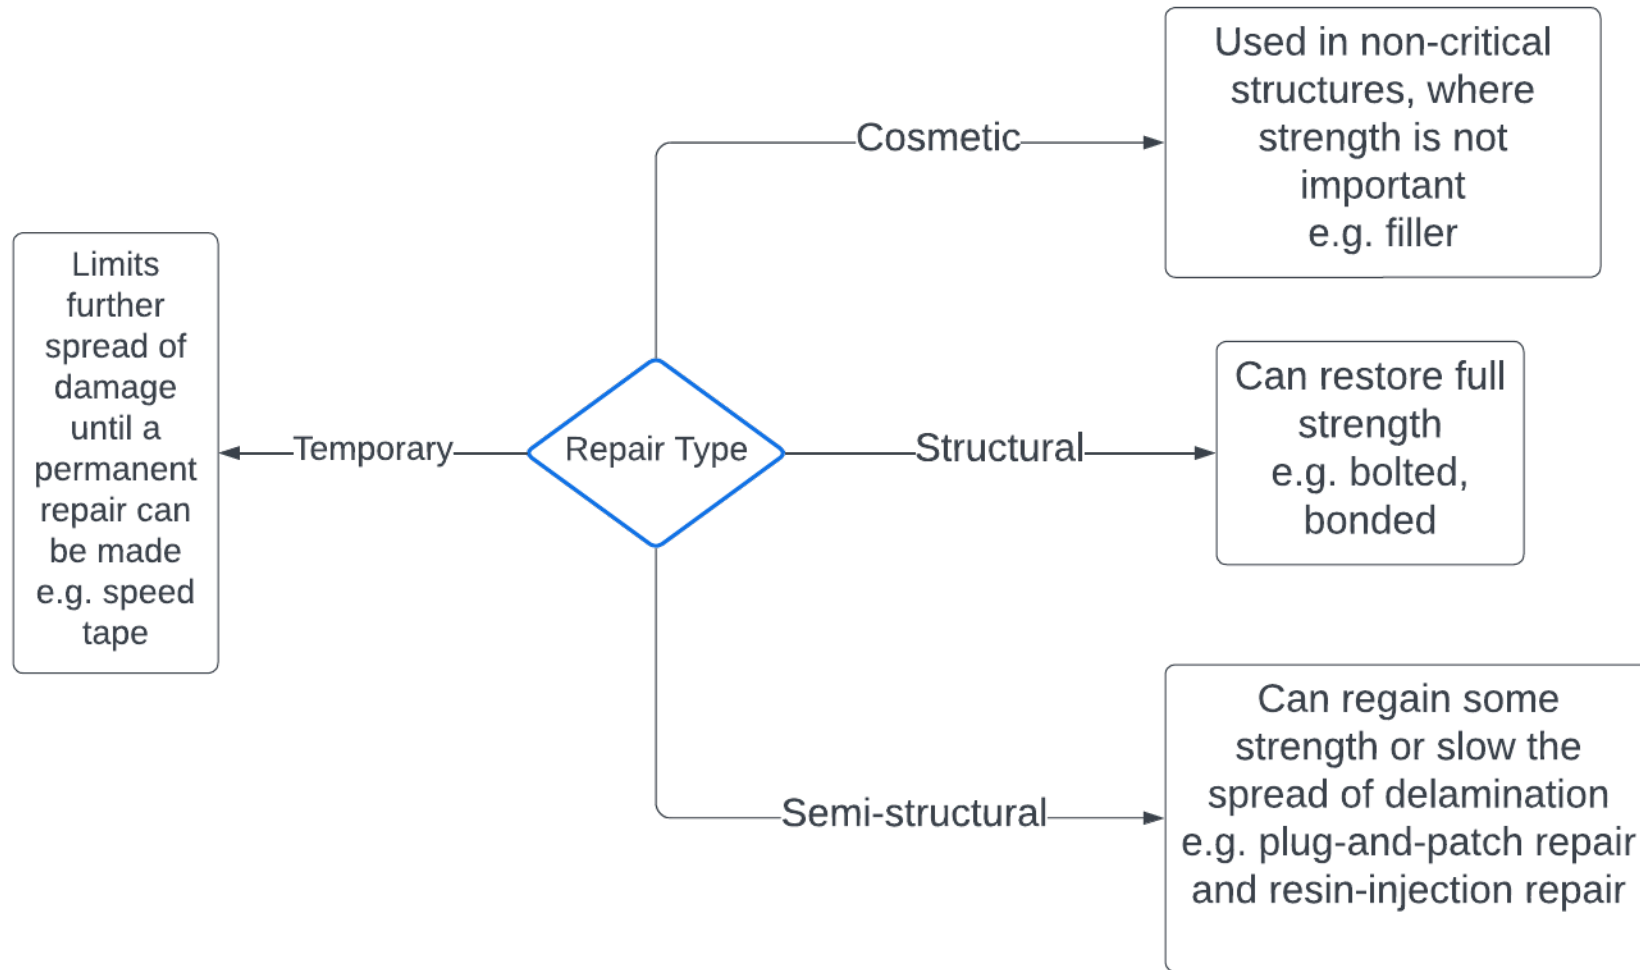 Used in non-critical
structures, where
strength is not
important
e.g. filler
Cosmetic
Limits
further
spread of
damage
until a
permanent
repair can
be made
e.g. speed
tape
Temporary
Repair Type
Structural
Can restore full
strength
e.g. bolted,
bonded
Semi-structural
Can regain some
strength or slow the
spread of delamination
e.g. plug-and-patch repair
and resin-injection repair